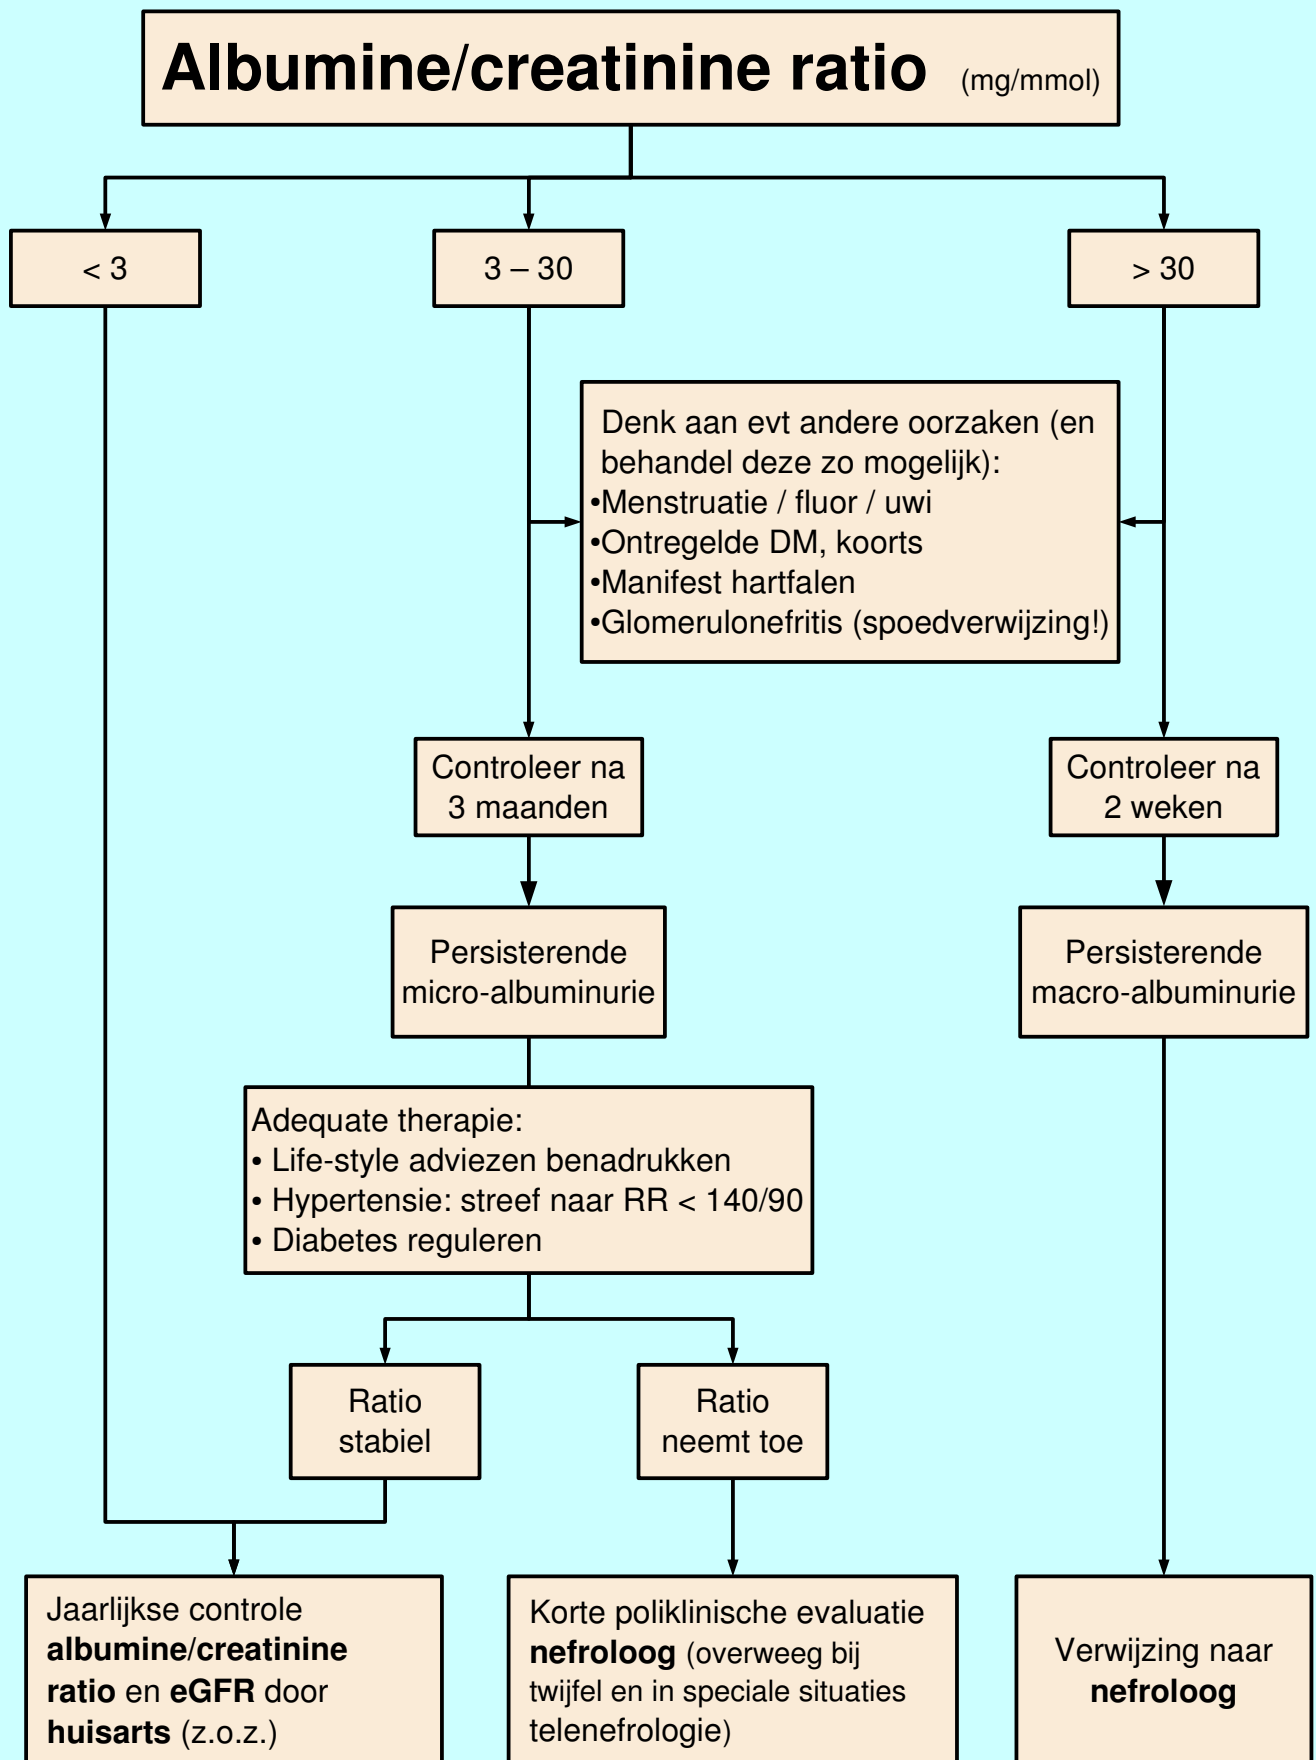 Albumine/creatinine ratio (mg/mmol)
< 3
3 – 30
> 30
Denk aan evt andere oorzaken (en
behandel deze zo mogelijk):
•Menstruatie / fluor / uwi
•Ontregelde DM, koorts
•Manifest hartfalen
•Glomerulonefritis (spoedverwijzing!)
Controleer na
3 maanden
Controleer na
2 weken
Persisterende
micro-albuminurie
Persisterende
macro-albuminurie
Adequate therapie:
• Life-style adviezen benadrukken
• Hypertensie: streef naar RR < 140/90
• Diabetes reguleren
Ratio
stabiel
Ratio
neemt toe
Jaarlijkse controle
albumine/creatinine
ratio en eGFR door
huisarts (z.o.z.)
Korte poliklinische evaluatie
nefroloog (overweeg bij
twijfel en in speciale situaties
telenefrologie)
Verwijzing naar
nefroloog